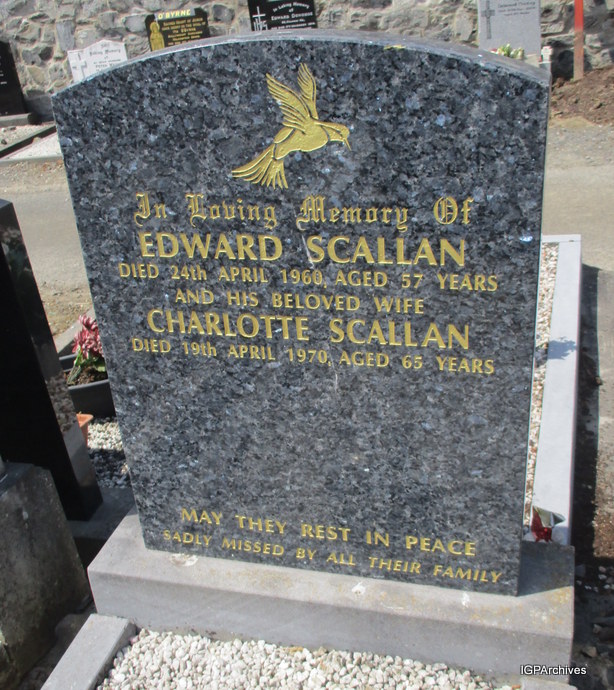 O'BYRNE
In Loving Memory Of
EDWARD SCALLAN
DIED 24th APRIL 1960, AGED 57 YEARS
AND HIS BELOVED WIFE
CHARLOTTE SCALLAN
DIED 19th APRIL 1970, AGED 65 YEARS
MAY THEY REST IN PEACE
SADLY MISSED BY ALL THEIR FAMILY
IGPArchives